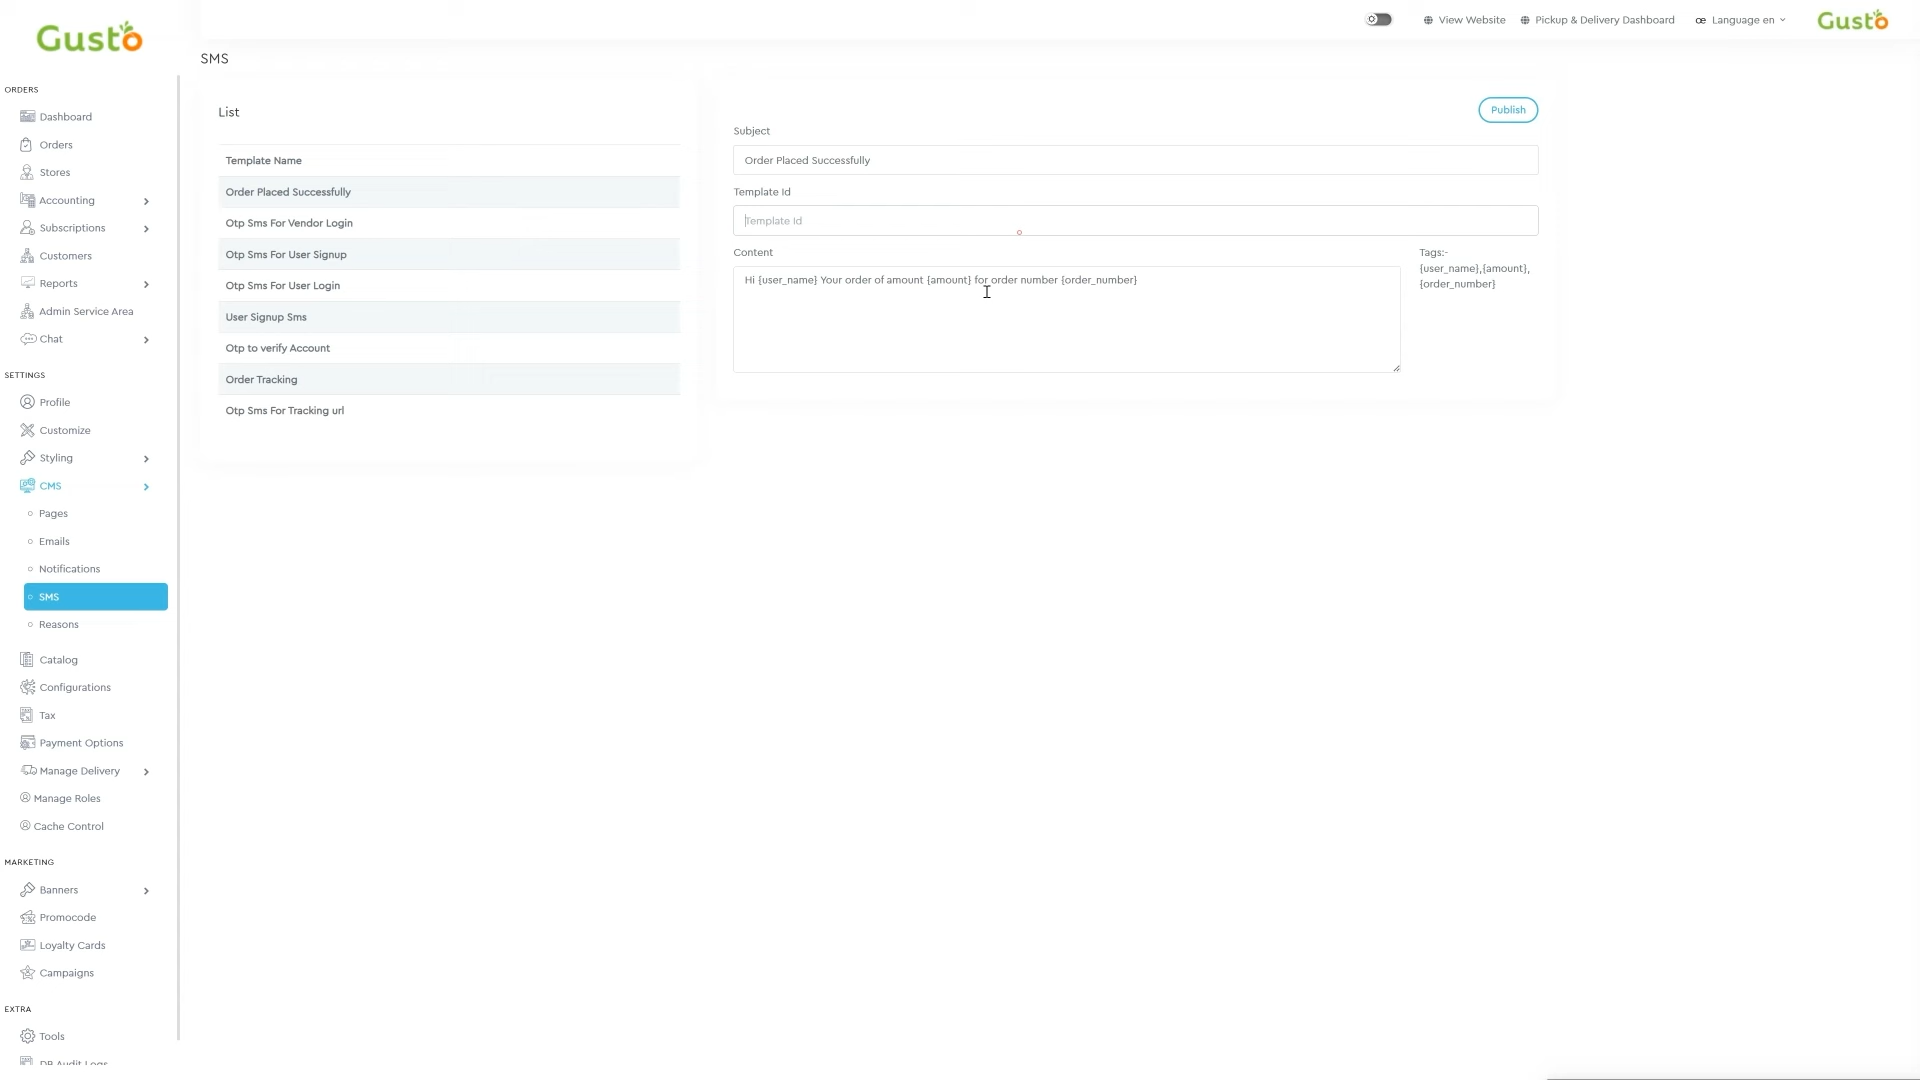 Gusto
View Website
Pickup & Delivery Dashboard
Language en
Gusto
SMS
ORDERS
Dashboard
Orders
Stores
Accounting
Subscriptions
Customers
Reports
Admin Service Area
Chat
SETTINGS
Profile
Customize
Styling
CMS
Pages
Emails
Notifications
SMS
Reasons
Catalog
Configurations
Tax
Payment Options
Manage Delivery
Manage Roles
Cache Control
MARKETING
Banners
Promocode
Loyalty Cards
Campaigns
EXTRA
Tools
DB Audit Logs
List
Template Name
Order Placed Successfully
Otp Sms For Vendor Login
Otp Sms For User Signup
Otp Sms For User Login
User Signup Sms
Otp to verify Account
Order Tracking
Otp Sms For Tracking url
Publish
Subject
Order Placed Successfully
Template Id
Template Id
Content
Hi {user_name} Your order of amount {amount} for order number {order_number}
Tags:-
{user_name},{amount},
{order_number}